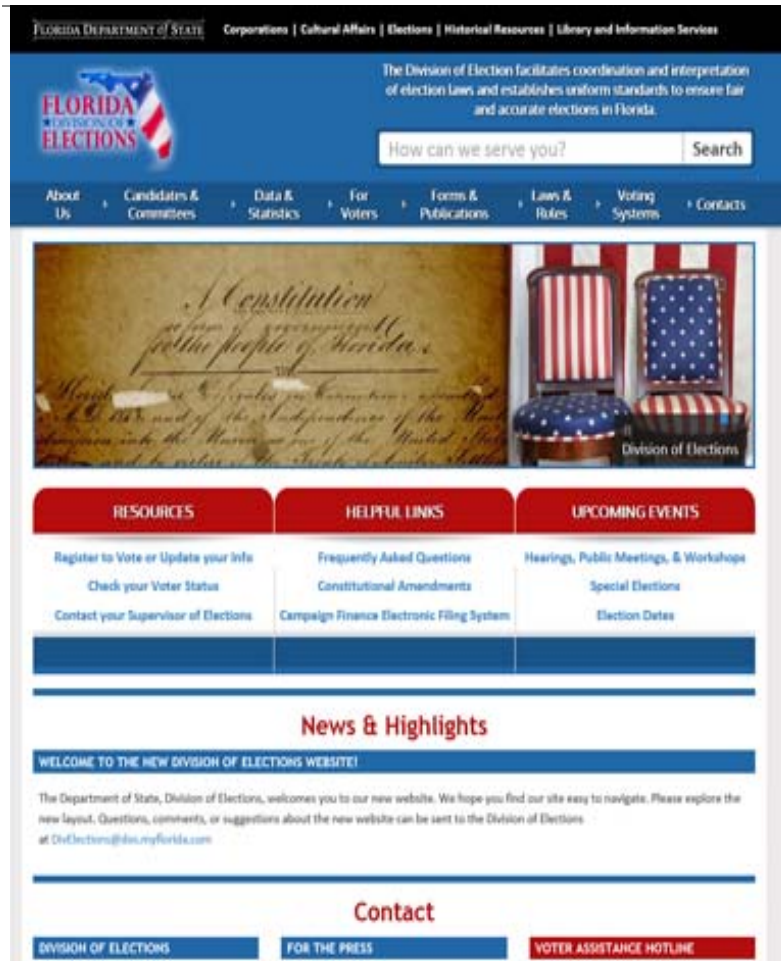 FLORIDA DEPARTMENT of STATE
Corporations | Cultural Affairs | Elections | Historical Resources | Library and Information Services
FLORIDA
DIVISION OF
ELECTIONS
The Division of Election facilitates coordination and interpretation
of election laws and establishes uniform standards to ensure fair
and accurate elections in Florida.
How can we serve you?
Search
About Us
Candidates & Committees
Data & Statistics
For Voters
Forms & Publications
Laws & Rules
Voting Systems
Contacts
A Constitution
or form of government
for the people of Florida
Division of Elections
RESOURCES
Register to Vote or Update your Info
Check your Voter Status
Contact your Supervisor of Elections
HELPFUL LINKS
Frequently Asked Questions
Constitutional Amendments
Campaign Finance Electronic Filing System
UPCOMING EVENTS
Hearings, Public Meetings, & Workshops
Special Elections
Election Dates
News & Highlights
WELCOME TO THE NEW DIVISION OF ELECTIONS WEBSITE!
The Department of State, Division of Elections, welcomes you to our new website. We hope you find our site easy to navigate. Please explore the
new layout. Questions, comments, or suggestions about the new website can be sent to the Division of Elections
at DivElections@dos.myflorida.com
Contact
DIVISION OF ELECTIONS
FOR THE PRESS
VOTER ASSISTANCE HOTLINE